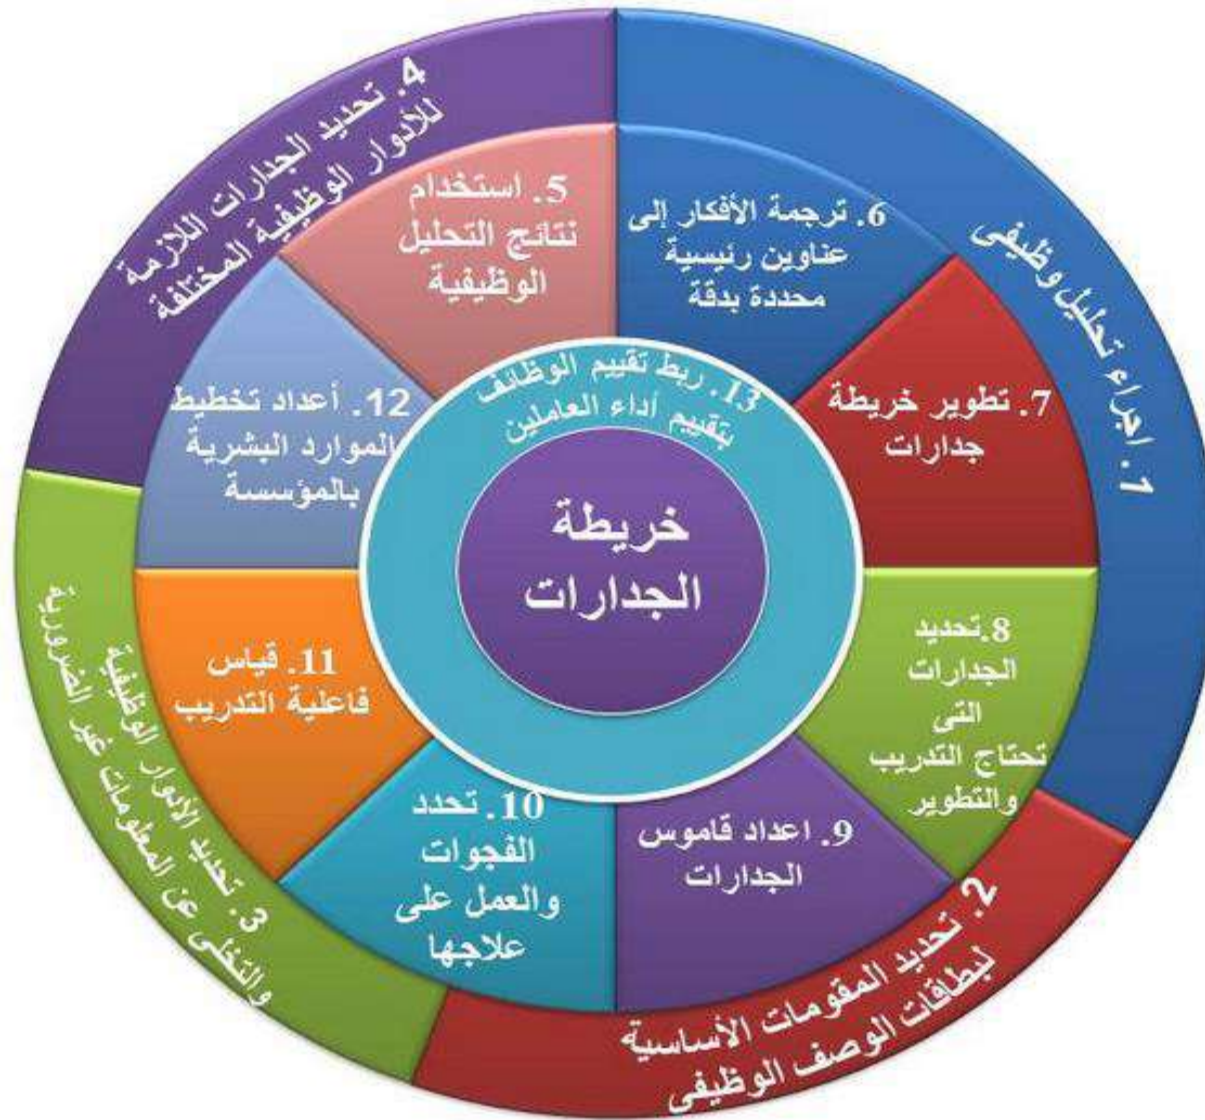 1. اجراء تحليل وظيفى
2. تحديد المقومات الأساسية
لبطاقات الوصف الوظيفى
3. تحديد الادوار الوظيفية
والتخلى عن المعلومات غير الضرورية
4. تحديد الجدارات اللازمة
للأدوار الوظيفية المختلفة
5. استخدام
نتائج التحليل
الوظيفية
6. ترجمة الأفكار إلى
عناوين رئيسية
محددة بدقة
7. تطوير خريطة
جدارات
8.تحديد
الجدارات
التى
تحتاج التدريب
والتطوير
9. اعداد قاموس
الجدارات
10. تحدد
الفجوات
والعمل على
علاجها
11. قياس
فاعلية التدريب
12. أعداد تخطيط
الموارد البشرية
بالمؤسسة
13. ربط تقييم الوظائف
بتقييم أداء العاملين
خريطة
الجدارات